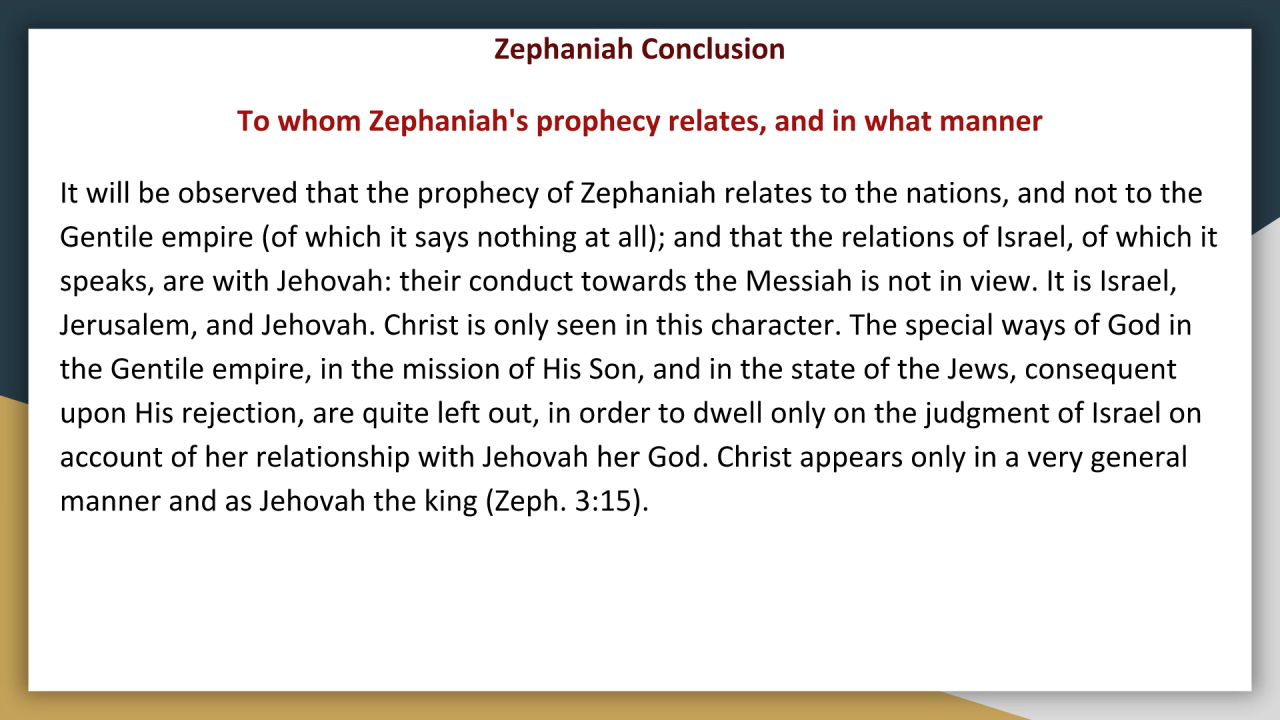 Zephaniah Conclusion
To whom Zephaniah's prophecy relates, and in what manner
It will be observed that the prophecy of Zephaniah relates to the nations, and not to the
Gentile empire (of which it says nothing at all); and that the relations of Israel, of which it
speaks, are with Jehovah: their conduct towards the Messiah is not in view. It is Israel,
Jerusalem, and Jehovah. Christ is only seen in this character. The special ways of God in
the Gentile empire, in the mission of His Son, and in the state of the Jews, consequent
upon His rejection, are quite left out, in order to dwell only on the judgment of Israel on
account of her relationship with Jehovah her God. Christ appears only in a very general
manner and as Jehovah the king (Zeph. 3:15).